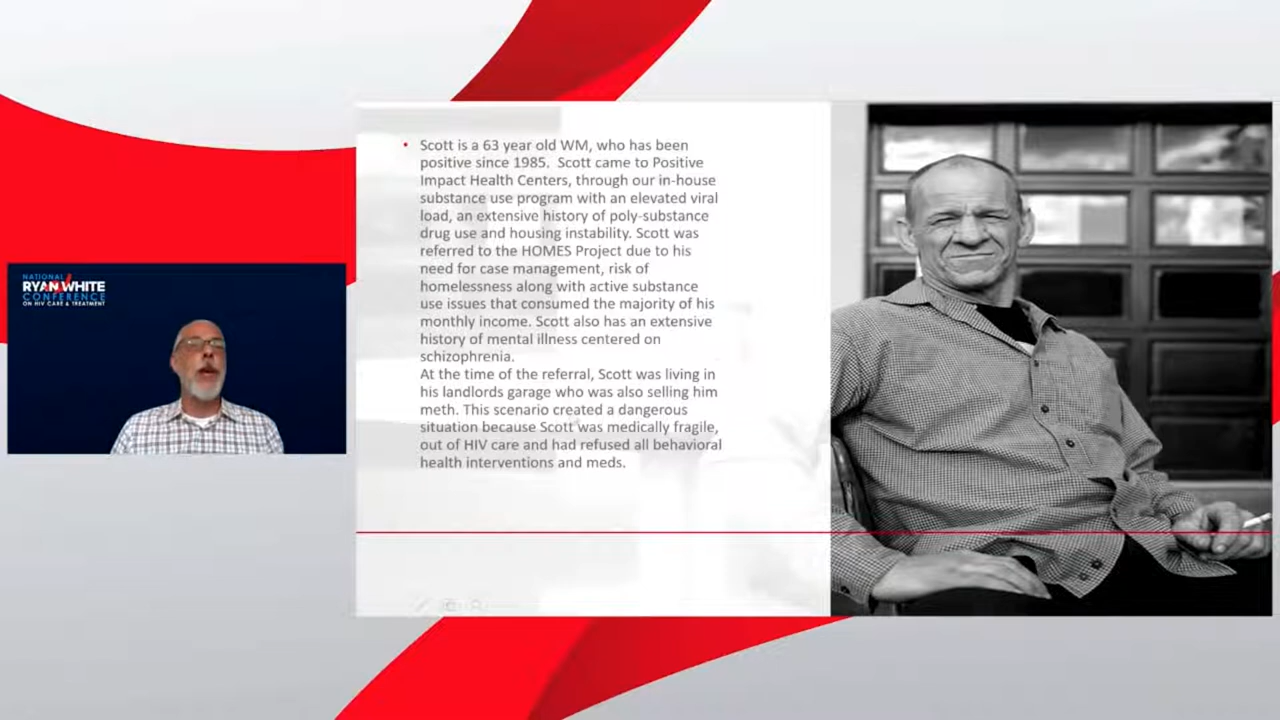 NATIONAL
RYAN WHITE
CONFERENCE
ON HIV CARE & TREATMENT
• Scott is a 63 year old WM, who has been
positive since 1985.  Scott came to Positive
Impact Health Centers, through our in-house
substance use program with an elevated viral
load, an extensive history of poly-substance
drug use and housing instability. Scott was
referred to the HOMES Project due to his
need for case management, risk of
homelessness along with active substance
use issues that consumed the majority of his
monthly income. Scott also has an extensive
history of mental illness centered on
schizophrenia.
At the time of the referral, Scott was living in
his landlords garage who was also selling him
meth. This scenario created a dangerous
situation because Scott was medically fragile,
out of HIV care and had refused all behavioral
health interventions and meds.